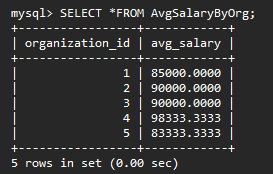 mysql> SELECT *FROM AvgSalaryByOrg;
+-----------------+------------+
| organization_id | avg_salary |
+-----------------+------------+
|               1 | 85000.0000 |
|               2 | 90000.0000 |
|               3 | 90000.0000 |
|               4 | 98333.3333 |
|               5 | 83333.3333 |
+-----------------+------------+
5 rows in set (0.00 sec)